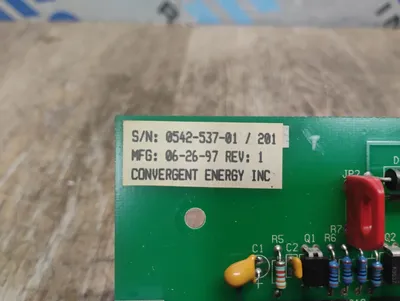 S/N: 0542-537-01 / 201
MFG: 06-26-97 REV: 1
CONVERGENT ENERGY INC
JP2
D
R7
R6
Q1
R5
C2
C1
+